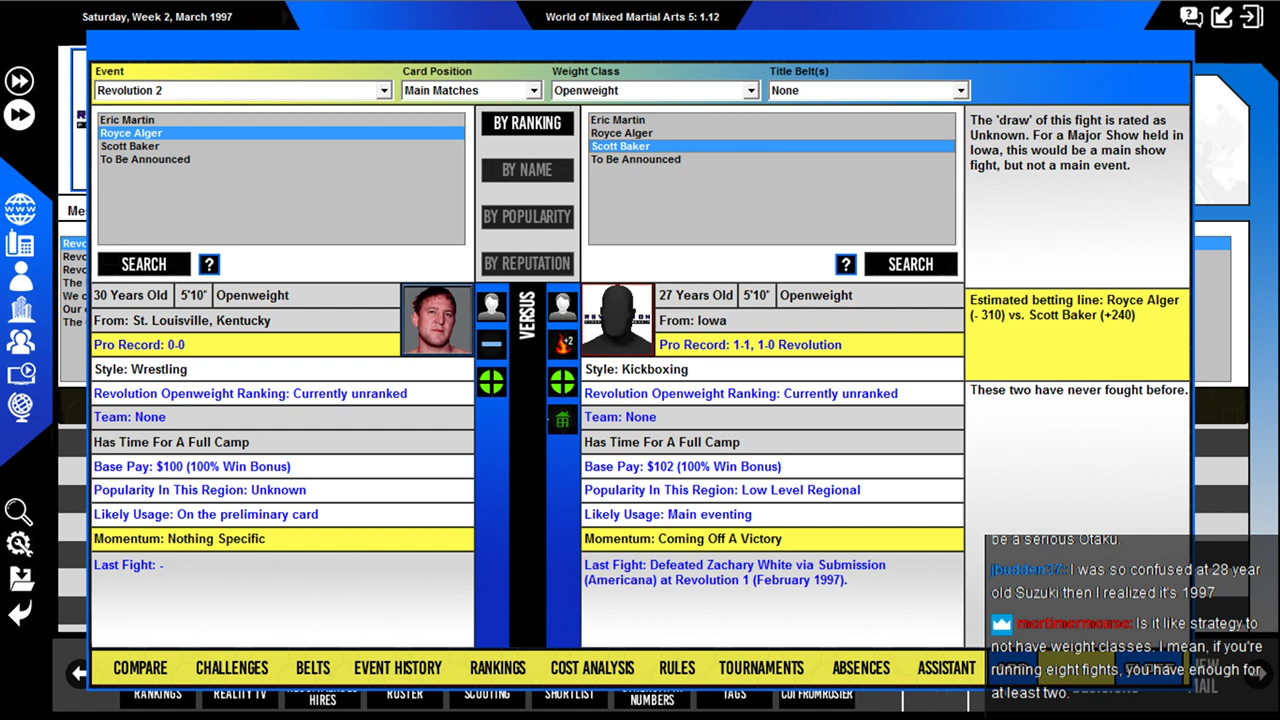 Saturday, Week 2, March 1997
World of Mixed Martial Arts 5: 1.12
Event
Card Position
Weight Class
Title Belt(s)
Revolution 2
Main Matches
Openweight
None
Eric Martin
Royce Alger
Scott Baker
To Be Announced
BY RANKING
BY NAME
BY POPULARITY
BY REPUTATION
Eric Martin
Royce Alger
Scott Baker
To Be Announced
The 'draw' of this fight is rated as
Unknown. For a Major Show held in
Iowa, this would be a main show
fight, but not a main event.
SEARCH
?
?
SEARCH
30 Years Old
5'10"
Openweight
From: St. Louisville, Kentucky
Pro Record: 0-0
Style: Wrestling
Revolution Openweight Ranking: Currently unranked
Team: None
Has Time For A Full Camp
Base Pay: $100 (100% Win Bonus)
Popularity In This Region: Unknown
Likely Usage: On the preliminary card
Momentum: Nothing Specific
Last Fight: -
VERSUS
+2
27 Years Old
5'10"
Openweight
From: Iowa
Pro Record: 1-1, 1-0 Revolution
Style: Kickboxing
Revolution Openweight Ranking: Currently unranked
Team: None
Has Time For A Full Camp
Base Pay: $102 (100% Win Bonus)
Popularity In This Region: Low Level Regional
Likely Usage: Main eventing
Momentum: Coming Off A Victory
Last Fight: Defeated Zachary White via Submission
(Americana) at Revolution 1 (February 1997).
Estimated betting line: Royce Alger
(- 310) vs. Scott Baker (+240)
These two have never fought before.
be a serious Otaku.
jbudden37: I was so confused at 28 year
old Suzuki then I realized it's 1997
mortimermouse: Is it like strategy to
not have weight classes. I mean, if you're
running eight fights, you have enough for
at least two.
COMPARE
CHALLENGES
BELTS
EVENT HISTORY
RANKINGS
COST ANALYSIS
RULES
TOURNAMENTS
ABSENCES
ASSISTANT
RANKINGS
REALITY TV
HIRES
ROSTER
SCOUTING
SHORTLIST
NUMBERS
TAGS